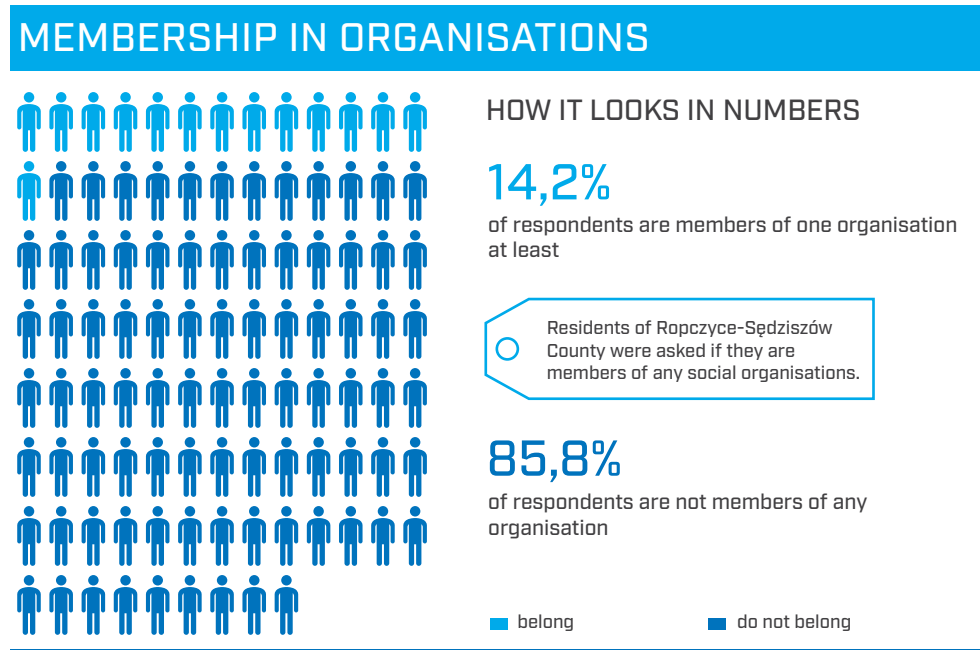 MEMBERSHIP IN ORGANISATIONS
HOW IT LOOKS IN NUMBERS
14,2%
of respondents are members of one organisation
at least
Residents of Ropczyce-Sędziszów
County were asked if they are
members of any social organisations.
85,8%
of respondents are not members of any
organisation
belong
do not belong